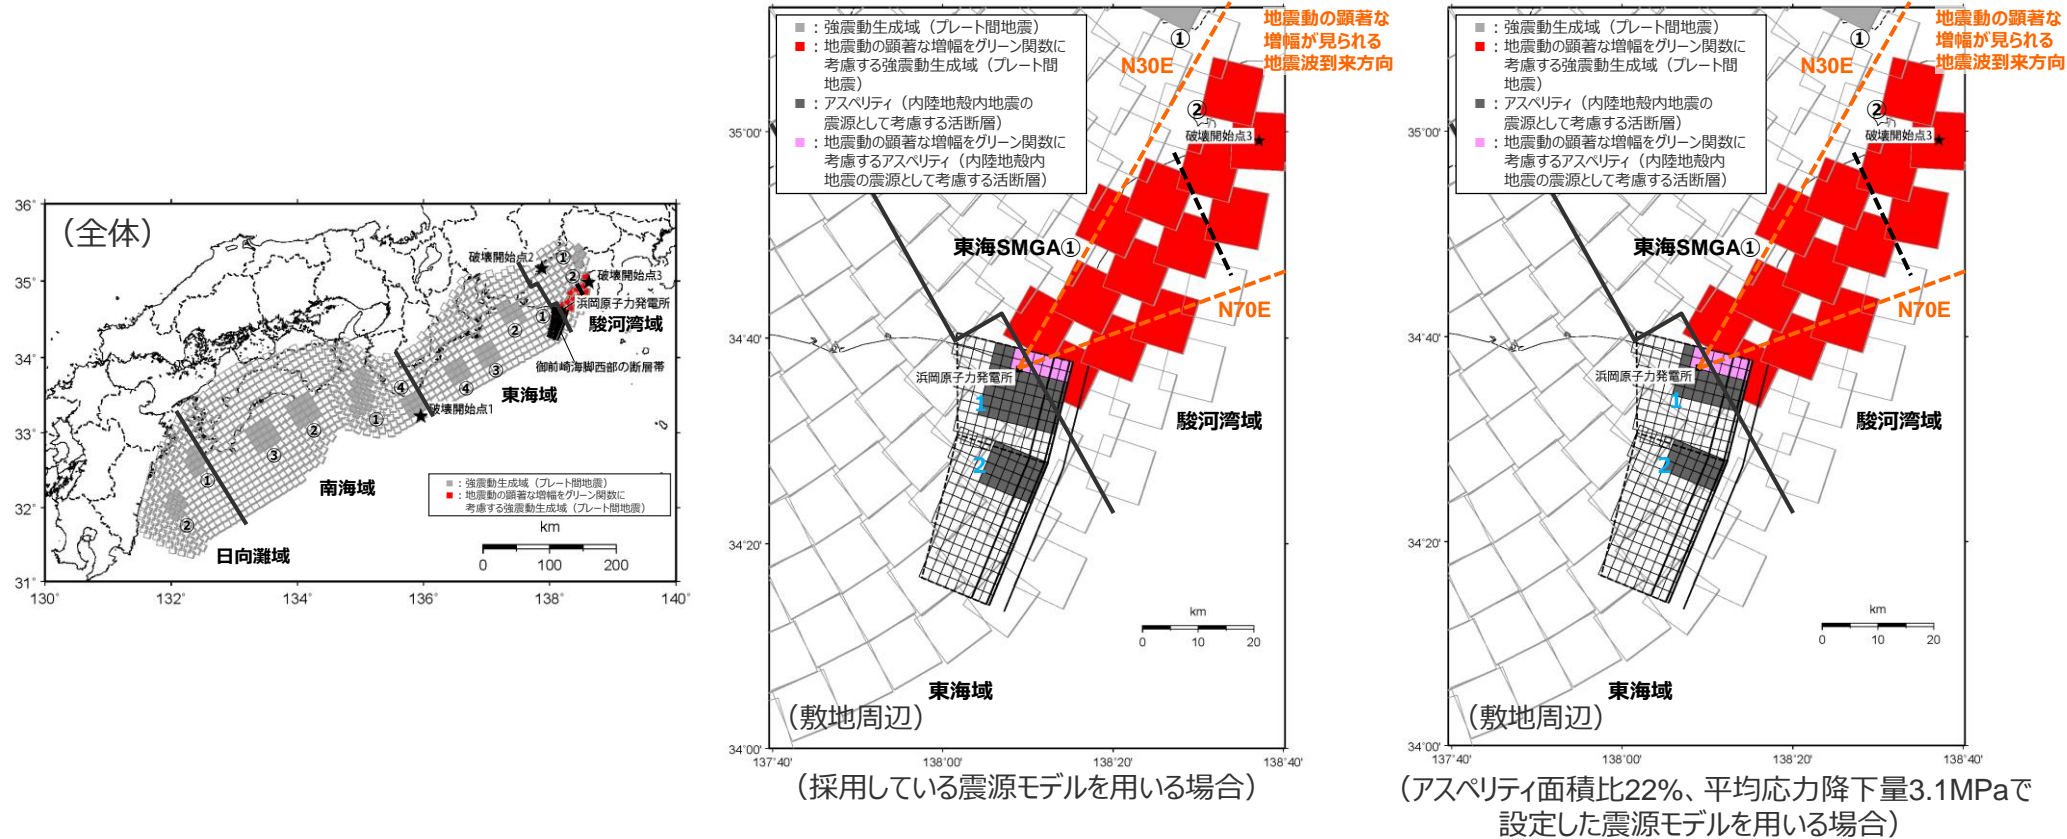 （全体）
36°
35°
34°
33°
32°
31°
130
132
134
136
138
140°
破壊開始点2
①
②
破壊開始点3
浜岡原子力発電所
①
駿河湾域
②
御前崎海脚西部の断層帯
③
④
④
東海域
破壊開始点1
①
②
③
南海域
①
②
日向灘域
■：強震動生成域（プレート間地震）
■：地震動の顕著な増幅をグリーン関数に
考慮する強震動生成域（プレート間地震）
km
0 100 200
■：強震動生成域（プレート間地震）
■：地震動の顕著な増幅をグリーン関数に
考慮する強震動生成域（プレート間
地震）
■：アスペリティ（内陸地殻内地震の
震源として考慮する活断層）
■：地震動の顕著な増幅をグリーン関数に
考慮するアスペリティ（内陸地殻内
地震の震源として考慮する活断層）
地震動の顕著な
増幅が見られる
地震波到来方向
①
N30E
②
破壊開始点3
35°00'
東海SMGA①
N70E
34°40'
浜岡原子力発電所
1
駿河湾域
2
34°20'
km
0 10 20
東海域
（敷地周辺）
34°00'
137°40'
138°00'
138°20'
138°40'
（採用している震源モデルを用いる場合）
■：強震動生成域（プレート間地震）
■：地震動の顕著な増幅をグリーン関数に
考慮する強震動生成域（プレート間
地震）
■：アスペリティ（内陸地殻内地震の
震源として考慮する活断層）
■：地震動の顕著な増幅をグリーン関数に
考慮するアスペリティ（内陸地殻内
地震の震源として考慮する活断層）
地震動の顕著な
増幅が見られる
地震波到来方向
①
N30E
②
破壊開始点3
35°00'
東海SMGA①
N70E
34°40'
浜岡原子力発電所
1
駿河湾域
2
34°20'
km
0 10 20
東海域
（敷地周辺）
34°00'
137°40'
138°00'
138°20'
138°40'
（アスペリティ面積比22%、平均応力降下量3.1MPaで
設定した震源モデルを用いる場合）